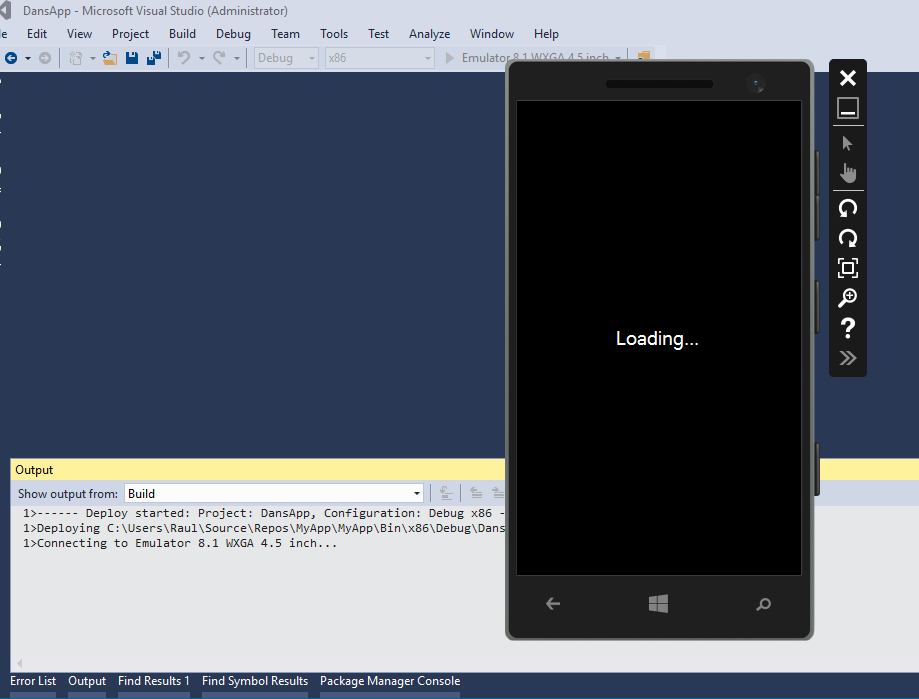 DansApp - Microsoft Visual Studio (Administrator)
Edit View Project Build Debug Team Tools Test Analyze Window Help
Debug x86 Emulator 8.1 WXGA 4.5 inch
Loading...
Output
Show output from: Build
1>------ Deploy started: Project: DansApp, Configuration: Debug x86 -
1>Deploying C:\Users\Raul\Source\Repos\MyApp\MyApp\Bin\x86\Debug\Dans
1>Connecting to Emulator 8.1 WXGA 4.5 inch...
Error List Output Find Results 1 Find Symbol Results Package Manager Console